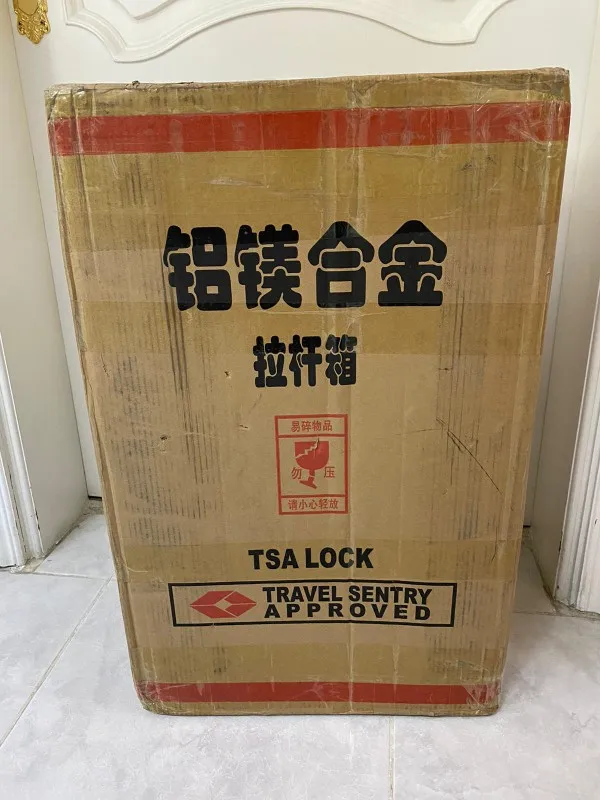 铝镁合金
拉杆箱
易碎物品
勿 压
请小心轻放
TSA LOCK
TRAVEL SENTRY
APPROVED